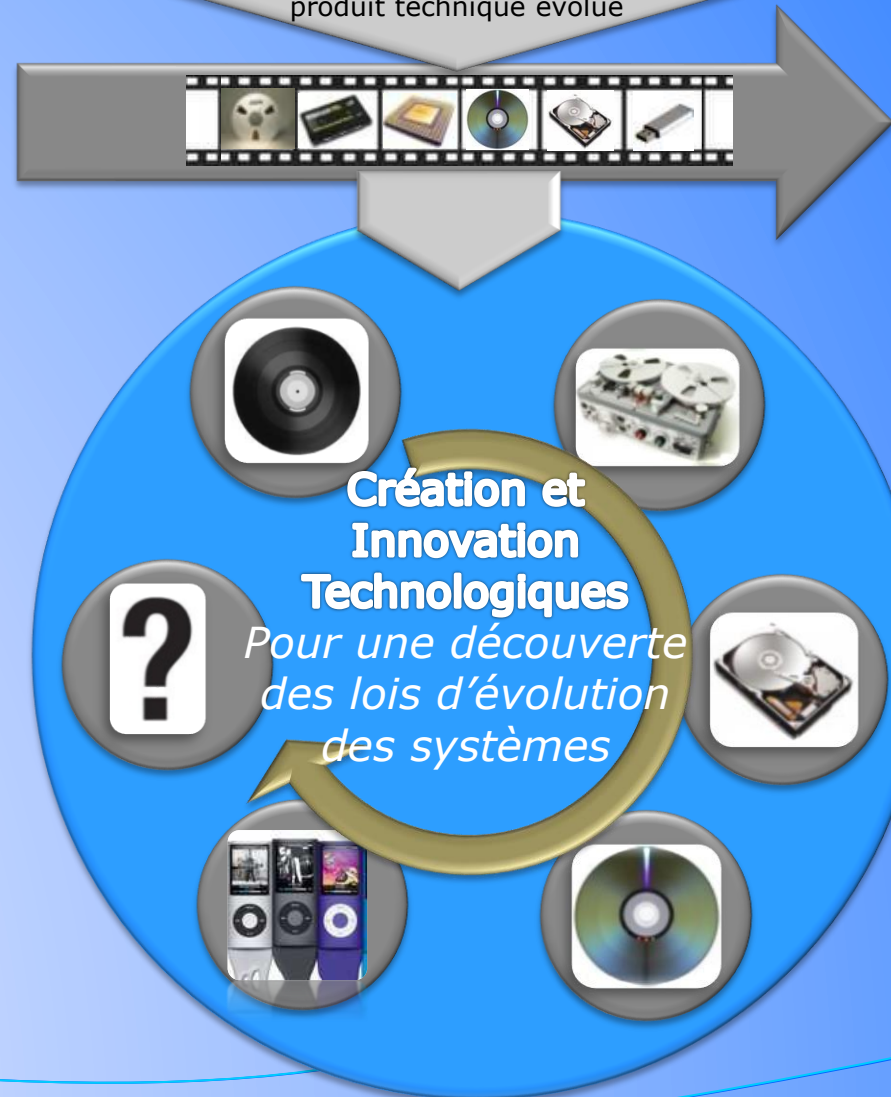 produit technique évolue
Création et
Innovation
Technologiques
Pour une découverte
des lois d’évolution
des systèmes
?